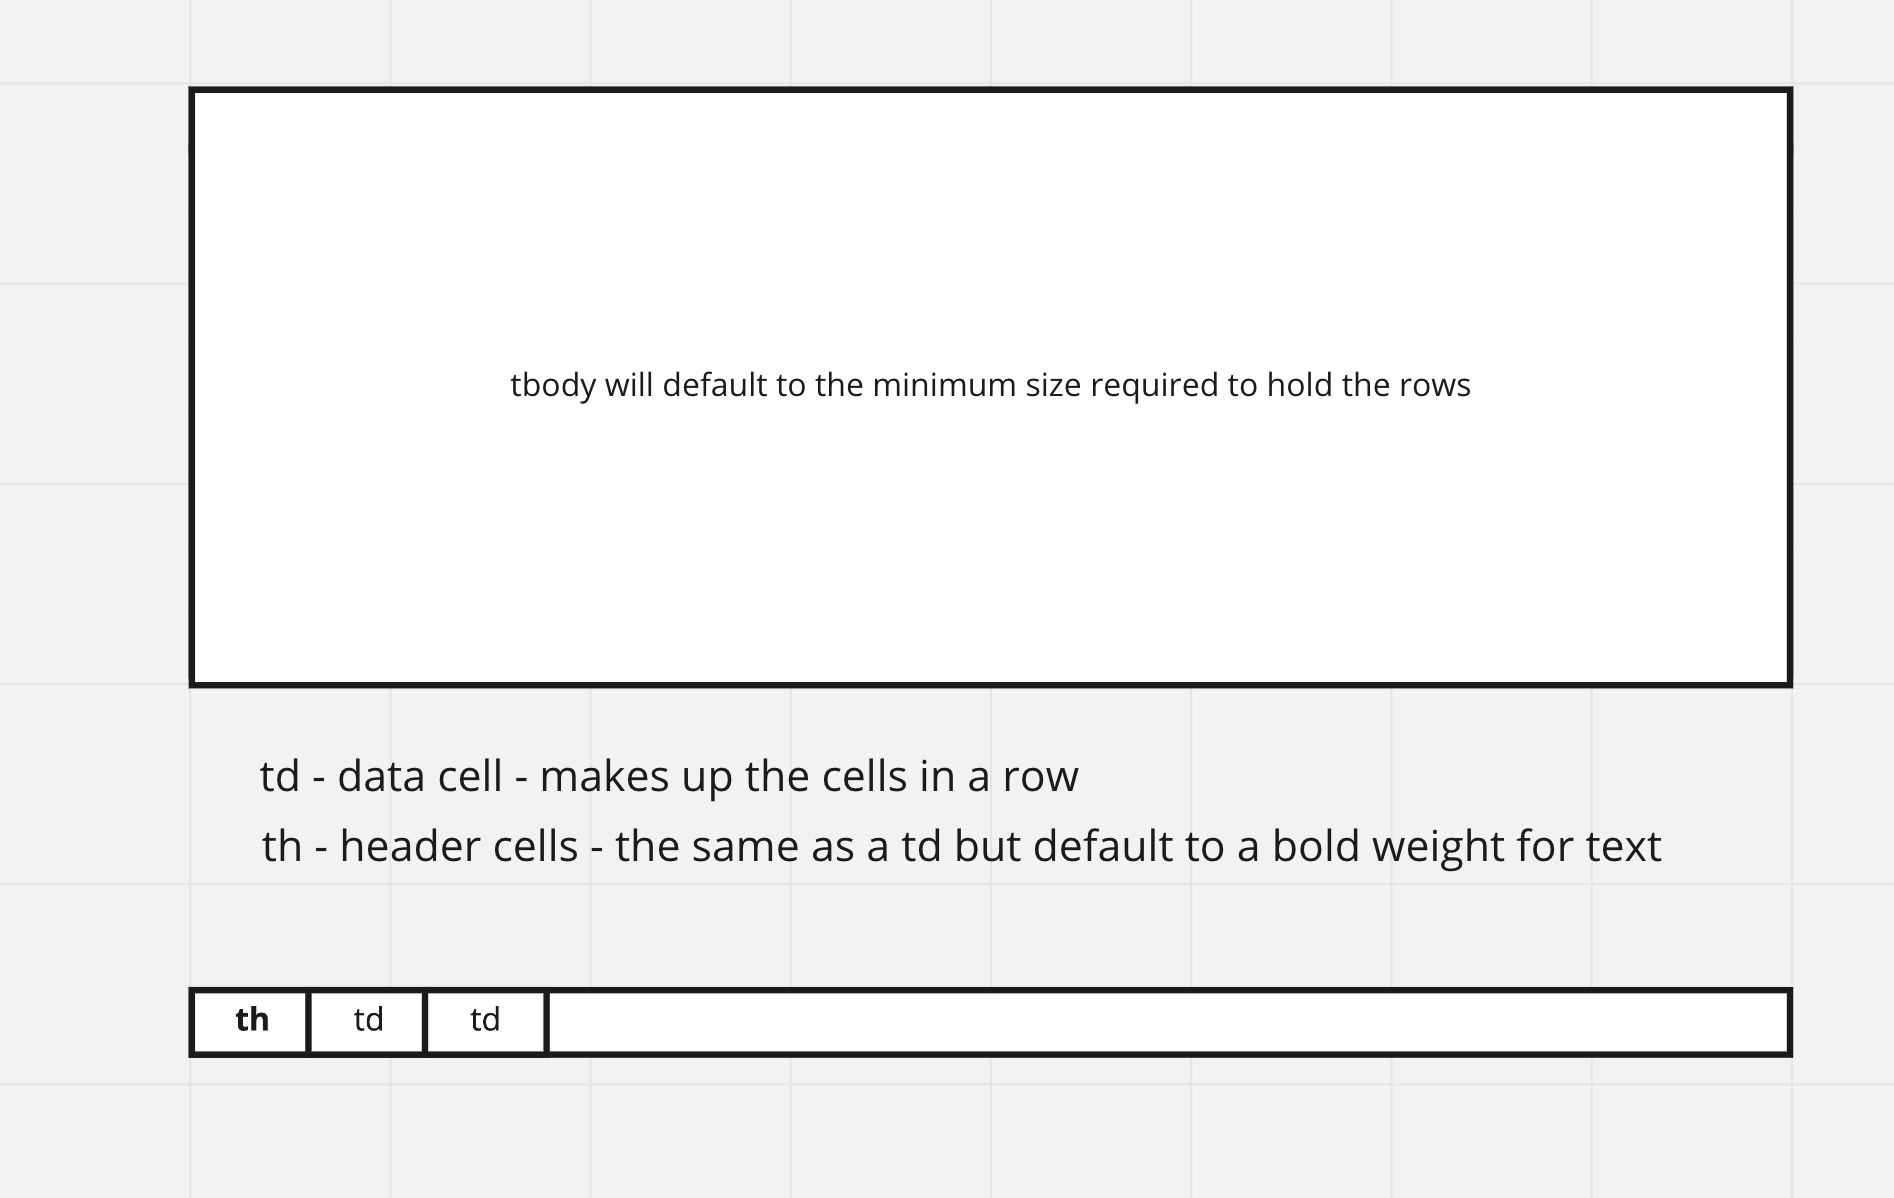 tbody will default to the minimum size required to hold the rows
td - data cell - makes up the cells in a row
th - header cells - the same as a td but default to a bold weight for text
th td td